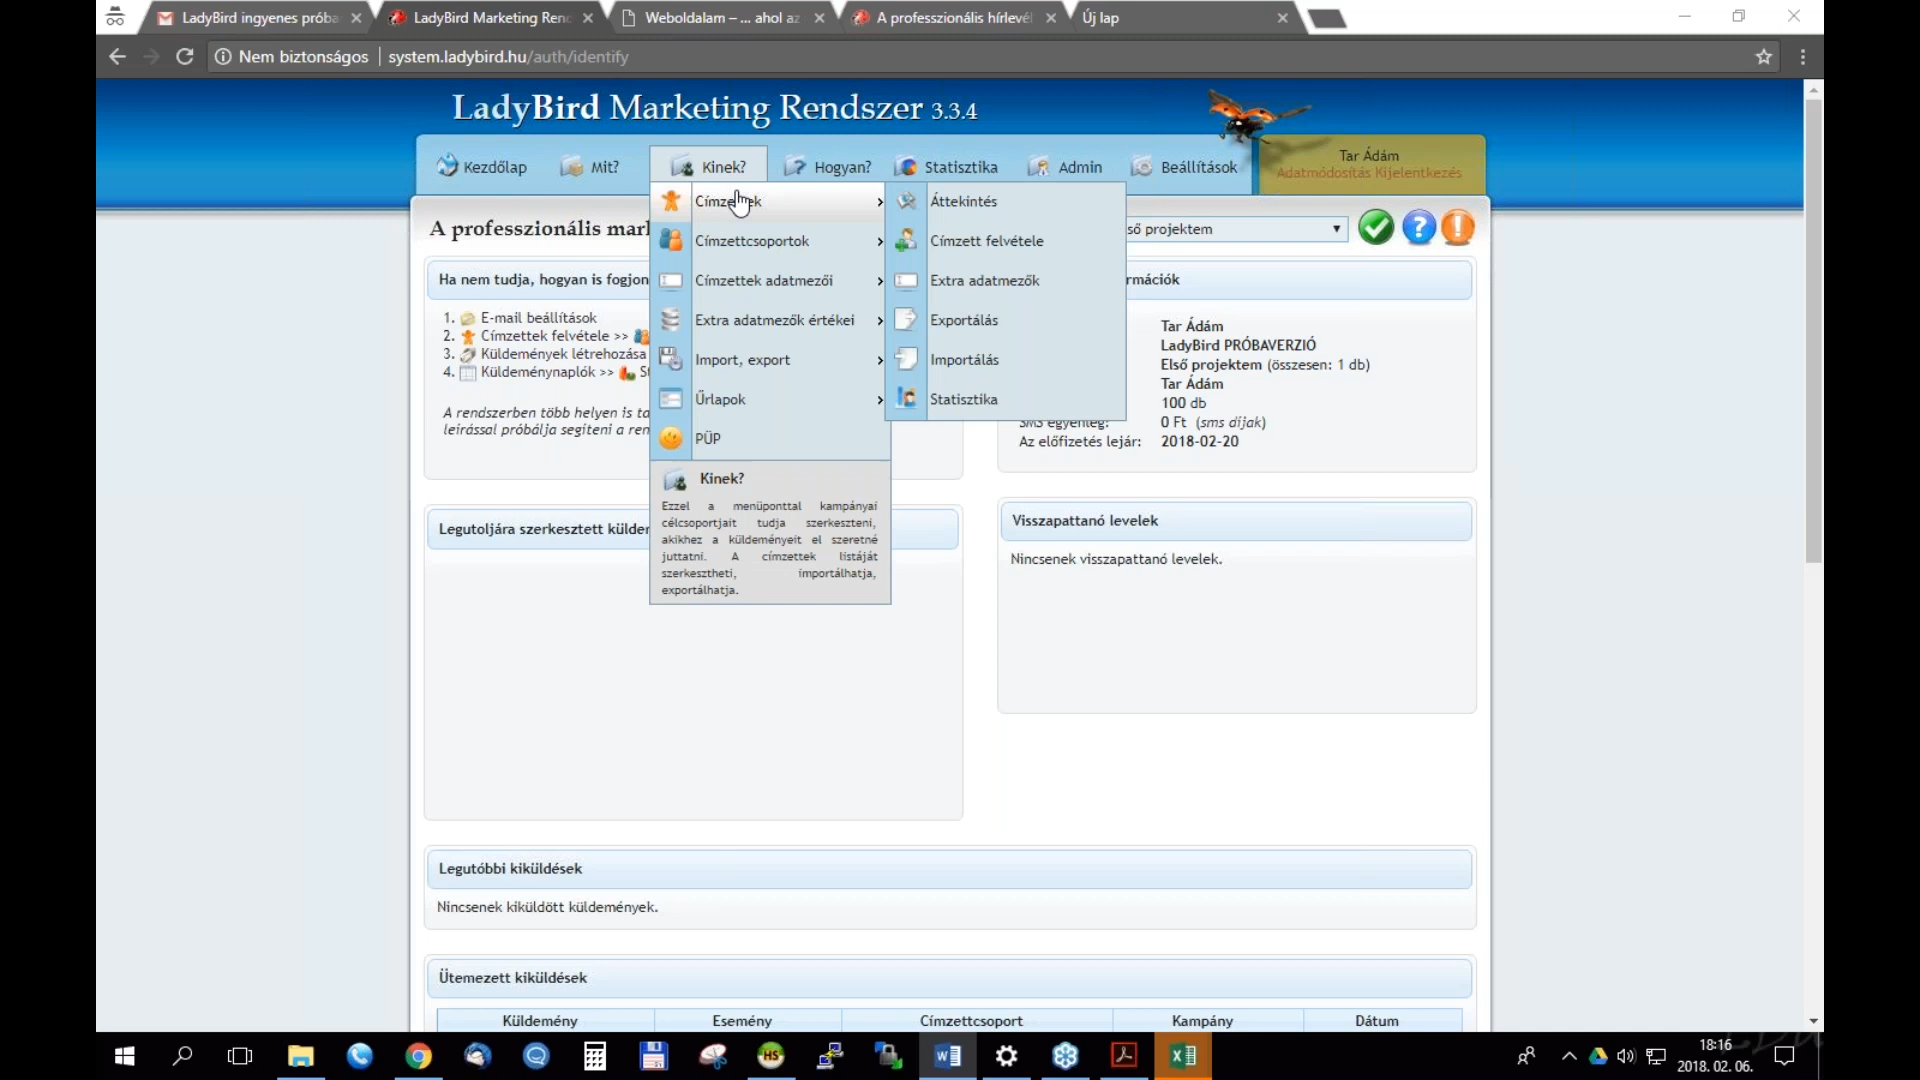 LadyBird ingyenes próba
LadyBird Marketing Rend
Weboldalam – ... ahol az
A professzionális hírlevél
Új lap
Nem biztonságos
system.ladybird.hu/auth/identify
LadyBird Marketing Rendszer 3.3.4
Kezdőlap
Mit?
Kinek?
Hogyan?
Statisztika
Admin
Beállítások
Tar Ádám
Adatmódosítás Kijelentkezés
A professzionális mark
ső projektem
Címzettek
Címzettcsoportok
Címzettek adatmezői
Extra adatmezők értékei
Import, export
Űrlapok
PÜP
Áttekintés
Címzett felvétele
Extra adatmezők
Exportálás
Importálás
Statisztika
Kinek?
Ezzel a menüponttal kampányai
célcsoportjait tudja szerkeszteni,
akikhez a küldeményeit el szeretné
juttatni. A címzettek listáját
szerkesztheti, importálhatja,
exportálhatja.
Ha nem tudja, hogyan is fogjon
1. E-mail beállítások
2. Címzettek felvétele >>
3. Küldemények létrehozása
4. Küldeménynaplók >> St
A rendszerben több helyen is ta
leírással próbálja segíteni a ren
rmációk
Tar Ádám
LadyBird PRÓBAVERZIÓ
Első projektem (összesen: 1 db)
Tar Ádám
100 db
SMS egyenleg: 0 Ft (sms díjak)
Az előfizetés lejár: 2018-02-20
Legutoljára szerkesztett külder
Visszapattanó levelek
Nincsenek visszapattanó levelek.
Legutóbbi kiküldések
Nincsenek kiküldött küldemények.
Ütemezett kiküldések
Küldemény
Esemény
Címzettcsoport
Kampány
Dátum
HS
18:16
2018. 02. 06.